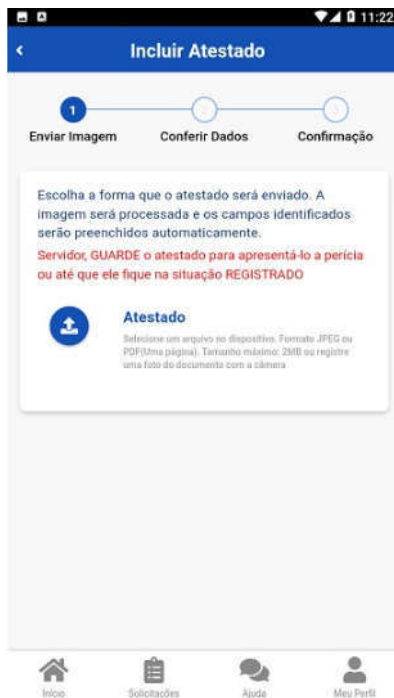 11:22
Incluir Atestado
1
Enviar Imagem
Conferir Dados
Confirmação
Escolha a forma que o atestado será enviado. A
imagem será processada e os campos identificados
serão preenchidos automaticamente.
Servidor, GUARDE o atestado para apresentá-lo a perícia
ou até que ele fique na situação REGISTRADO
Atestado
Selecione um arquivo no dispositivo. Formato JPEG ou
PDF(Uma página). Tamanho máximo: 2MB ou registre
uma foto do documento com a câmera
Início
Solicitações
Ajuda
Meu Perfil